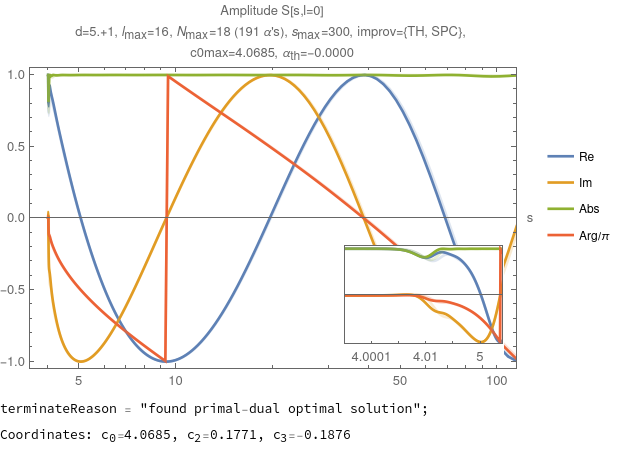 Amplitude S[s,l=0]
d=5.+1, lmax=16, Nmax=18 (191 α's), smax=300, improv={TH, SPC},
c0max=4.0685, αth=-0.0000
1.0
0.5
0.0
-0.5
-1.0
s
Re
Im
Abs
Arg/π
4.0001 4.01 5
5 10 50 100
terminateReason = "found primal-dual optimal solution";
Coordinates: c0=4.0685, c2=0.1771, c3=-0.1876